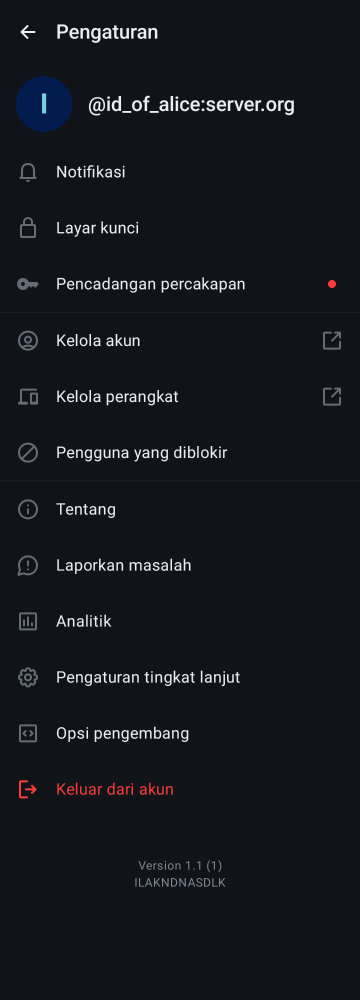 Pengaturan
I
@id_of_alice:server.org
Notifikasi
Layar kunci
Pencadangan percakapan
Kelola akun
Kelola perangkat
Pengguna yang diblokir
Tentang
Laporkan masalah
Analitik
Pengaturan tingkat lanjut
Opsi pengembang
Keluar dari akun
Version 1.1 (1)
ILAKNDNASDLK